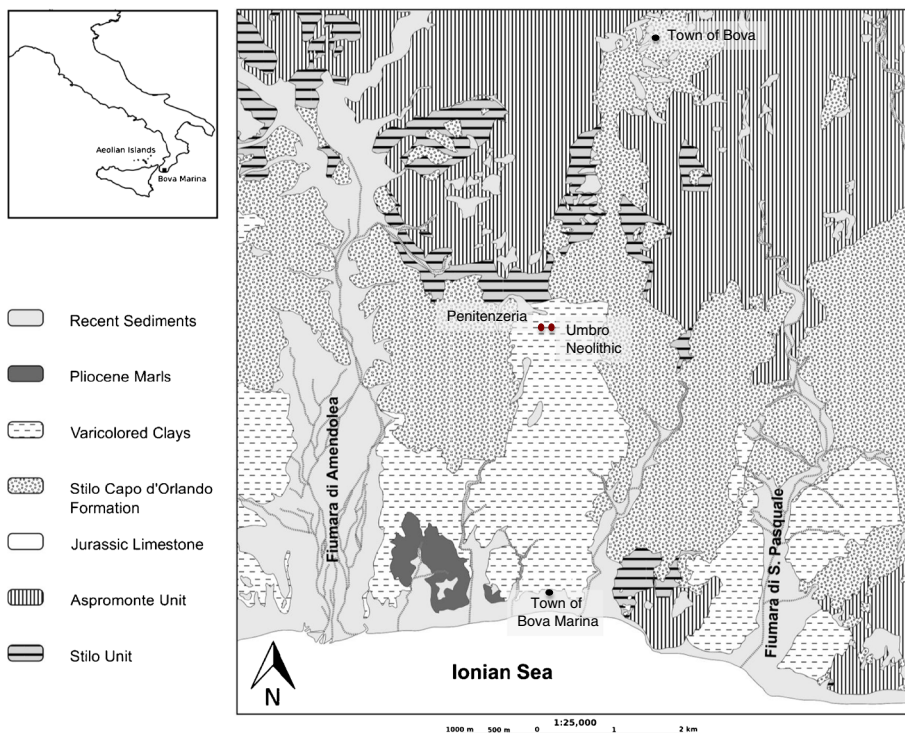 Aeolian Islands
Bova Marina
Recent Sediments
Pliocene Marls
Varicolored Clays
Stilo Capo d'Orlando
Formation
Jurassic Limestone
Aspromonte Unit
Stilo Unit
Town of Bova
Penitenzeria
Umbro
Neolithic
Fiumara di Amendolea
Fiumara di S. Pasquale
Town of
Bova Marina
Ionian Sea
N
1:25,000
1000 m 500 m 0 1 2 km